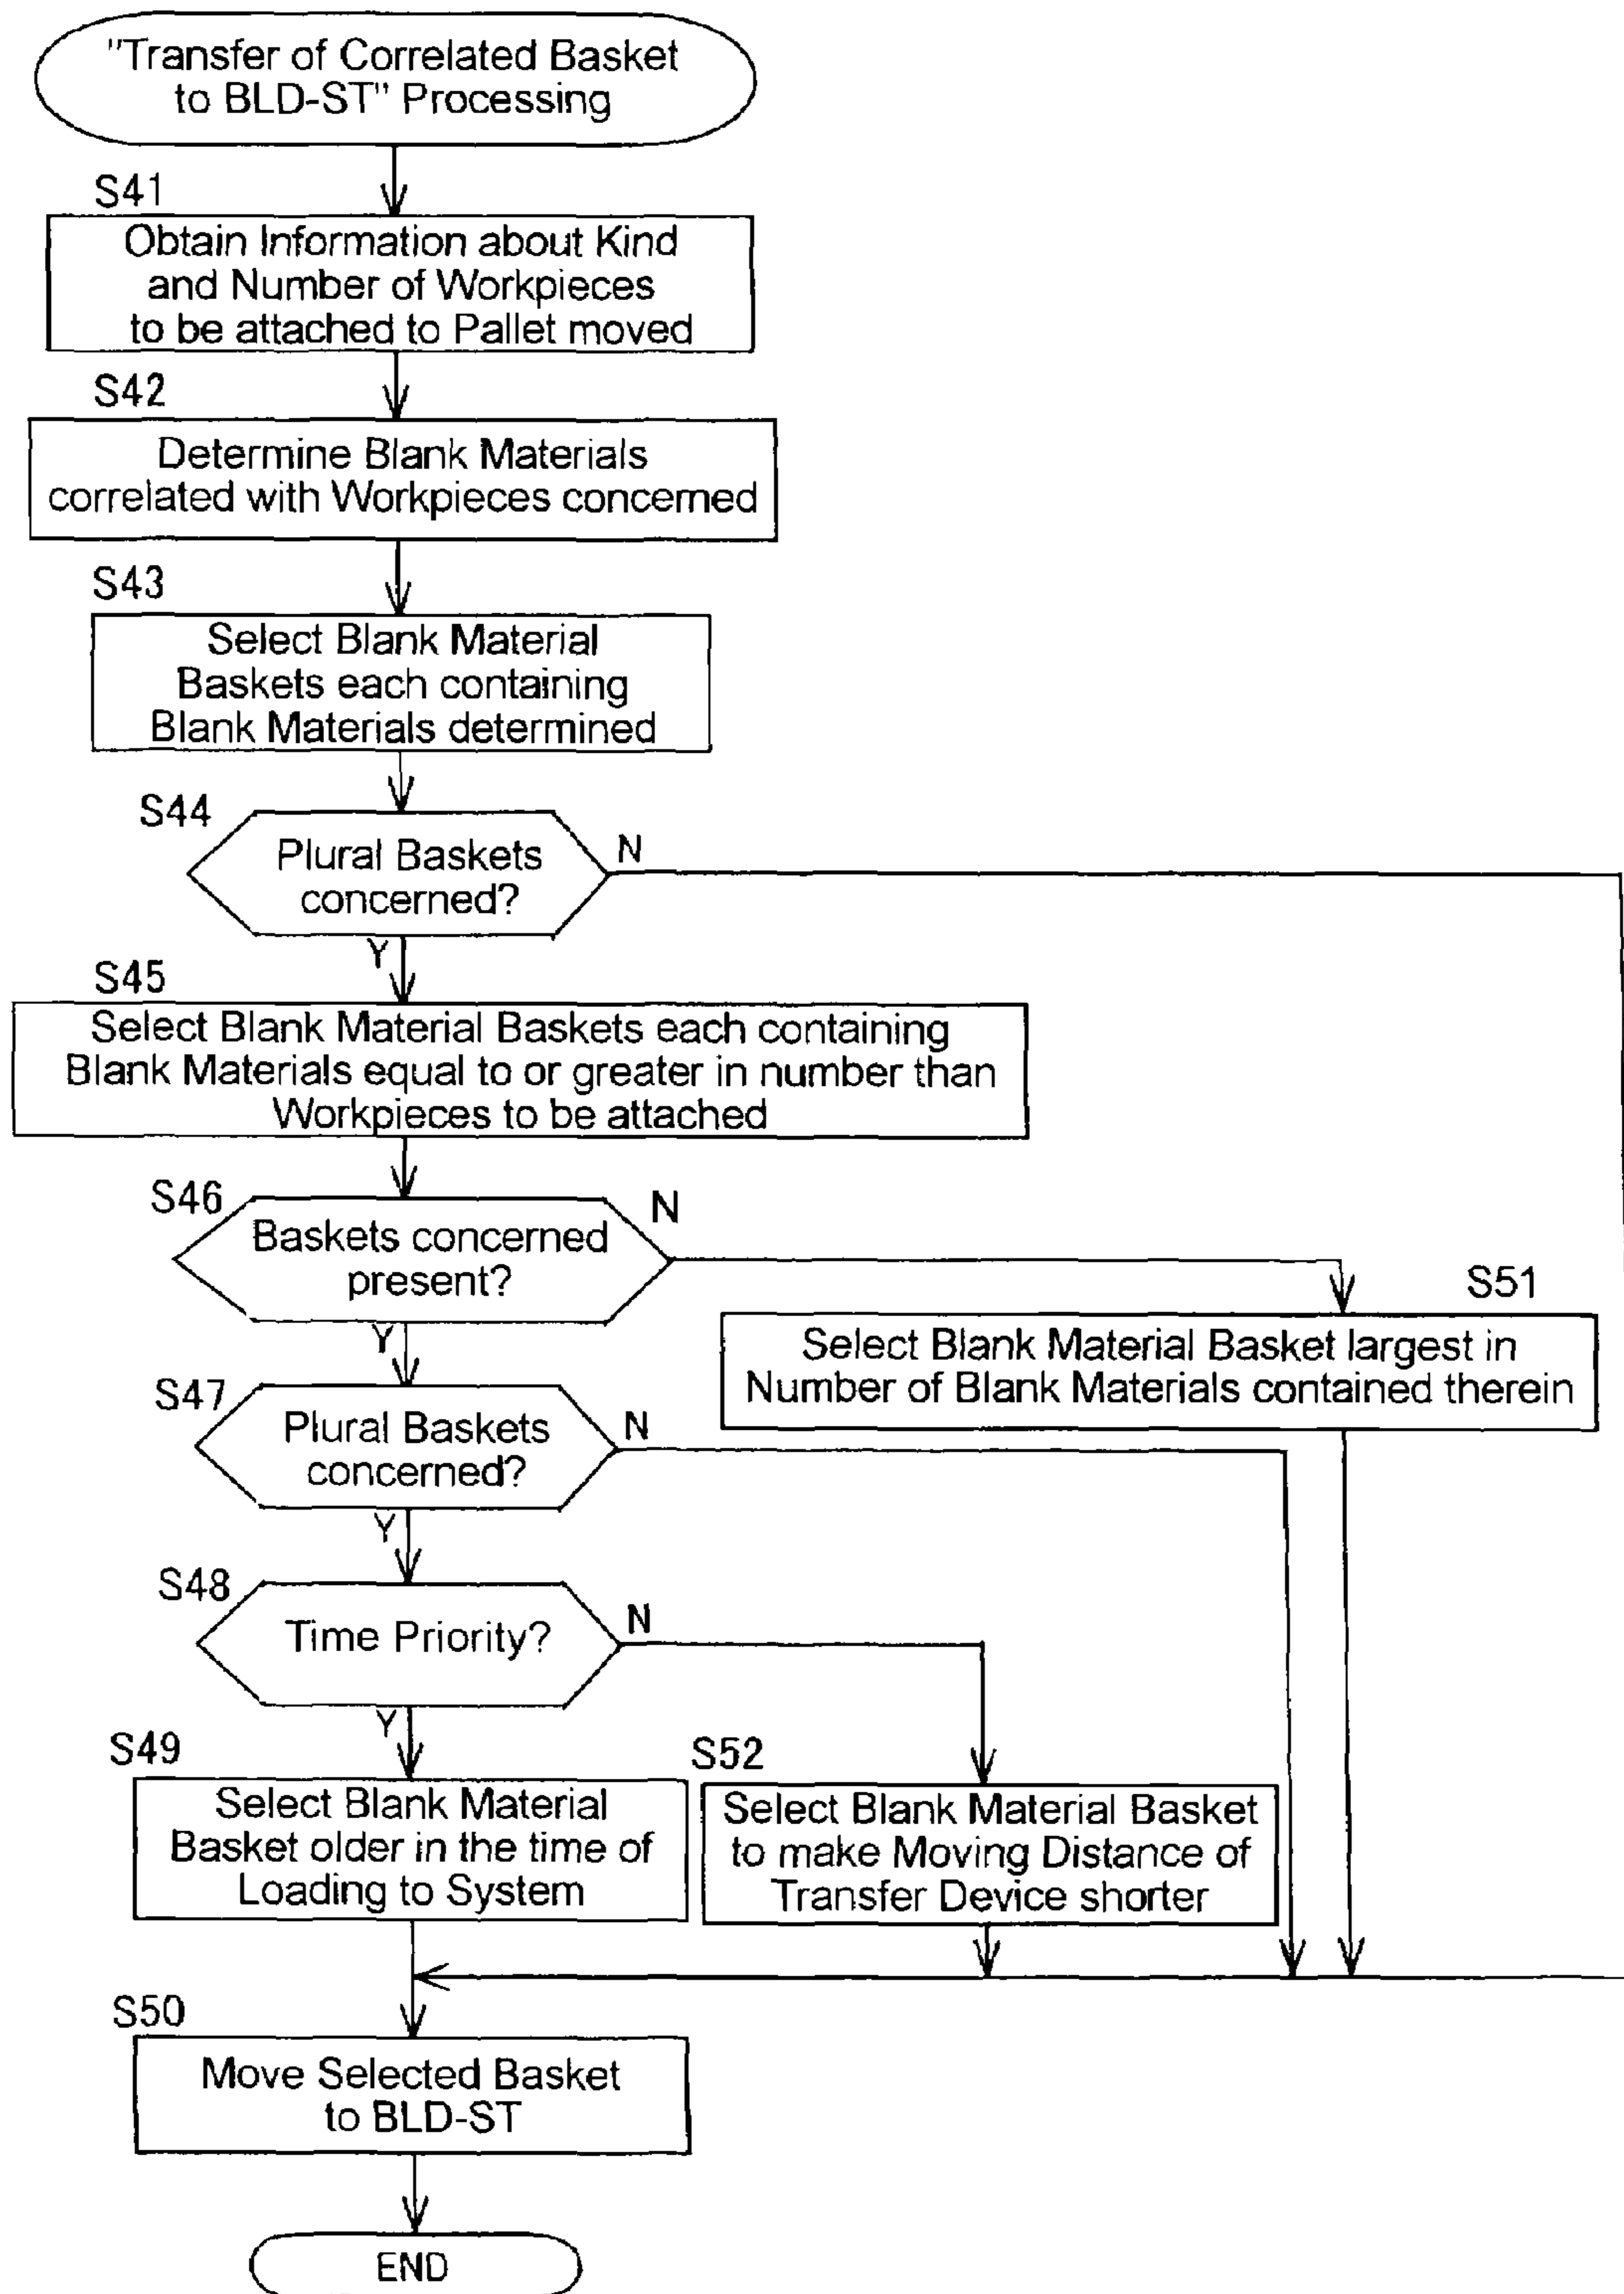 "Transfer of Correlated Basket
to BLD-ST" Processing
S41
Obtain Information about Kind
and Number of Workpieces
to be attached to Pallet moved
S42
Determine Blank Materials
correlated with Workpieces concerned
S43
Select Blank Material
Baskets each containing
Blank Materials determined
S44
Plural Baskets
concerned?
N
Y
S45
Select Blank Material Baskets each containing
Blank Materials equal to or greater in number than
Workpieces to be attached
S46
Baskets concerned
present?
N
Y
S51
Select Blank Material Basket largest in
Number of Blank Materials contained therein
S47
Plural Baskets
concerned?
N
Y
S48
Time Priority?
N
Y
S49
Select Blank Material
Basket older in the time of
Loading to System
S52
Select Blank Material Basket
to make Moving Distance of
Transfer Device shorter
S50
Move Selected Basket
to BLD-ST
END